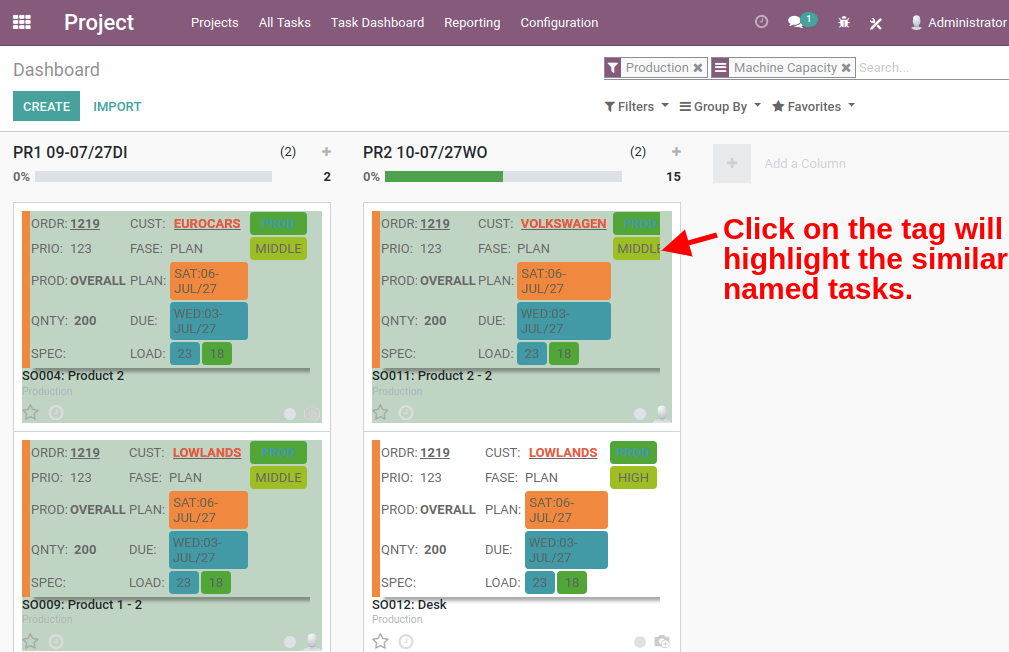 Project
Projects All Tasks Task Dashboard Reporting Configuration
1
Administrator
Dashboard
Production
Machine Capacity
Search...
CREATE IMPORT
Filters Group By Favorites
PR1 09-07/27DI (2)
0% 2
ORDR: 1219 CUST: EUROCARS PROD
PRIO: 123 FASE: PLAN MIDDLE
PROD: OVERALL PLAN: SAT:06-
JUL/27
QNTY: 200 DUE: WED:03-
JUL/27
SPEC: LOAD: 23 18
SO004: Product 2
Production
ORDR: 1219 CUST: LOWLANDS PROD
PRIO: 123 FASE: PLAN MIDDLE
PROD: OVERALL PLAN: SAT:06-
JUL/27
QNTY: 200 DUE: WED:03-
JUL/27
SPEC: LOAD: 23 18
SO009: Product 1 - 2
Production
PR2 10-07/27WO (2)
0% 15
ORDR: 1219 CUST: VOLKSWAGEN PROD
PRIO: 123 FASE: PLAN MIDDLE
PROD: OVERALL PLAN: SAT:06-
JUL/27
QNTY: 200 DUE: WED:03-
JUL/27
SPEC: LOAD: 23 18
SO011: Product 2 - 2
Production
ORDR: 1219 CUST: LOWLANDS PROD
PRIO: 123 FASE: PLAN HIGH
PROD: OVERALL PLAN: SAT:06-
JUL/27
QNTY: 200 DUE: WED:03-
JUL/27
SPEC: LOAD: 23 18
SO012: Desk
Production
Add a Column
Click on the tag will
highlight the similar
named tasks.